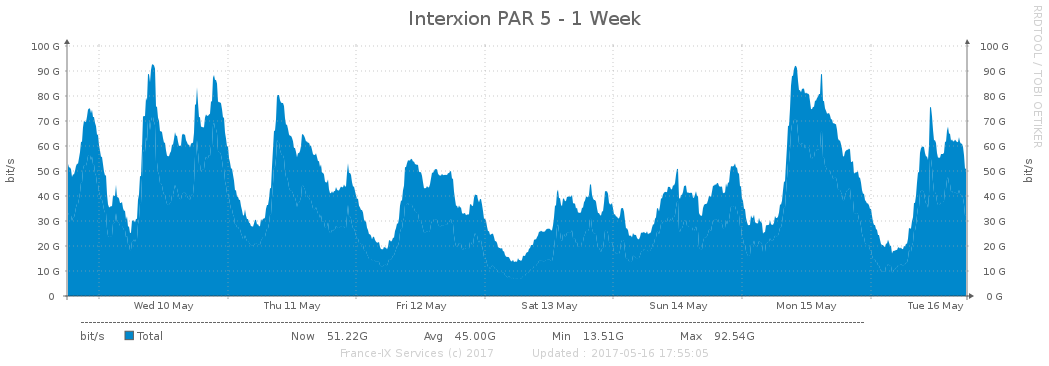 Interxion PAR 5 - 1 Week
RRDTOOL / TOBI OETIKER
bit/s
bit/s
100 G 100 G
90 G 90 G
80 G 80 G
70 G 70 G
60 G 60 G
50 G 50 G
40 G 40 G
30 G 30 G
20 G 20 G
10 G 10 G
0 0 G
Wed 10 May Thu 11 May Fri 12 May Sat 13 May Sun 14 May Mon 15 May Tue 16 May
bit/s Total Now 51.22G Avg 45.00G Min 13.51G Max 92.54G
France-IX Services (c) 2017 Updated : 2017-05-16 17:55:05